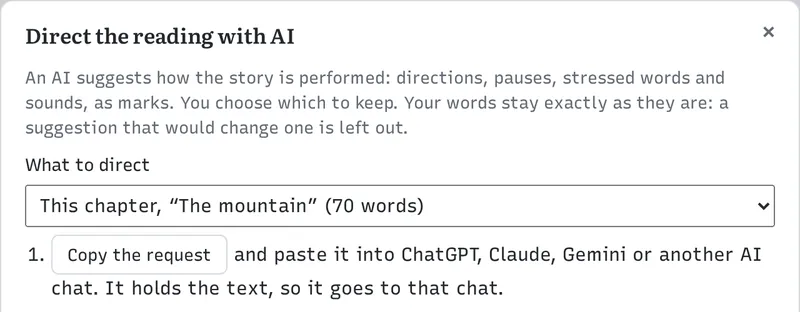 Direct the reading with AI
×
An AI suggests how the story is performed: directions, pauses, stressed words and
sounds, as marks. You choose which to keep. Your words stay exactly as they are: a
suggestion that would change one is left out.
What to direct
This chapter, “The mountain” (70 words)
1. Copy the request and paste it into ChatGPT, Claude, Gemini or another AI
chat. It holds the text, so it goes to that chat.